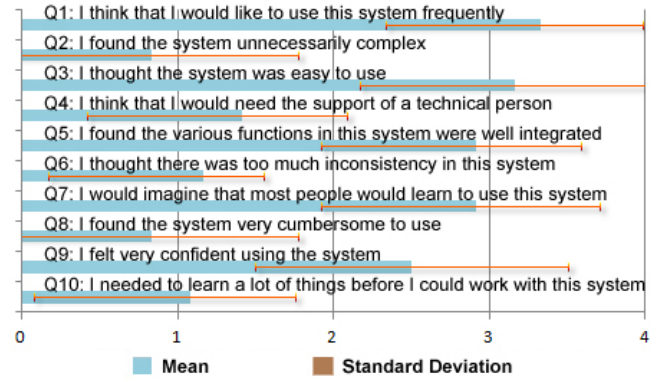 Q1: I think that I would like to use this system frequently
Q2: I found the system unnecessarily complex
Q3: I thought the system was easy to use
Q4: I think that I would need the support of a technical person
Q5: I found the various functions in this system were well integrated
Q6: I thought there was too much inconsistency in this system
Q7: I would imagine that most people would learn to use this system
Q8: I found the system very cumbersome to use
Q9: I felt very confident using the system
Q10: I needed to learn a lot of things before I could work with this system
0 1 2 3 4
Mean Standard Deviation